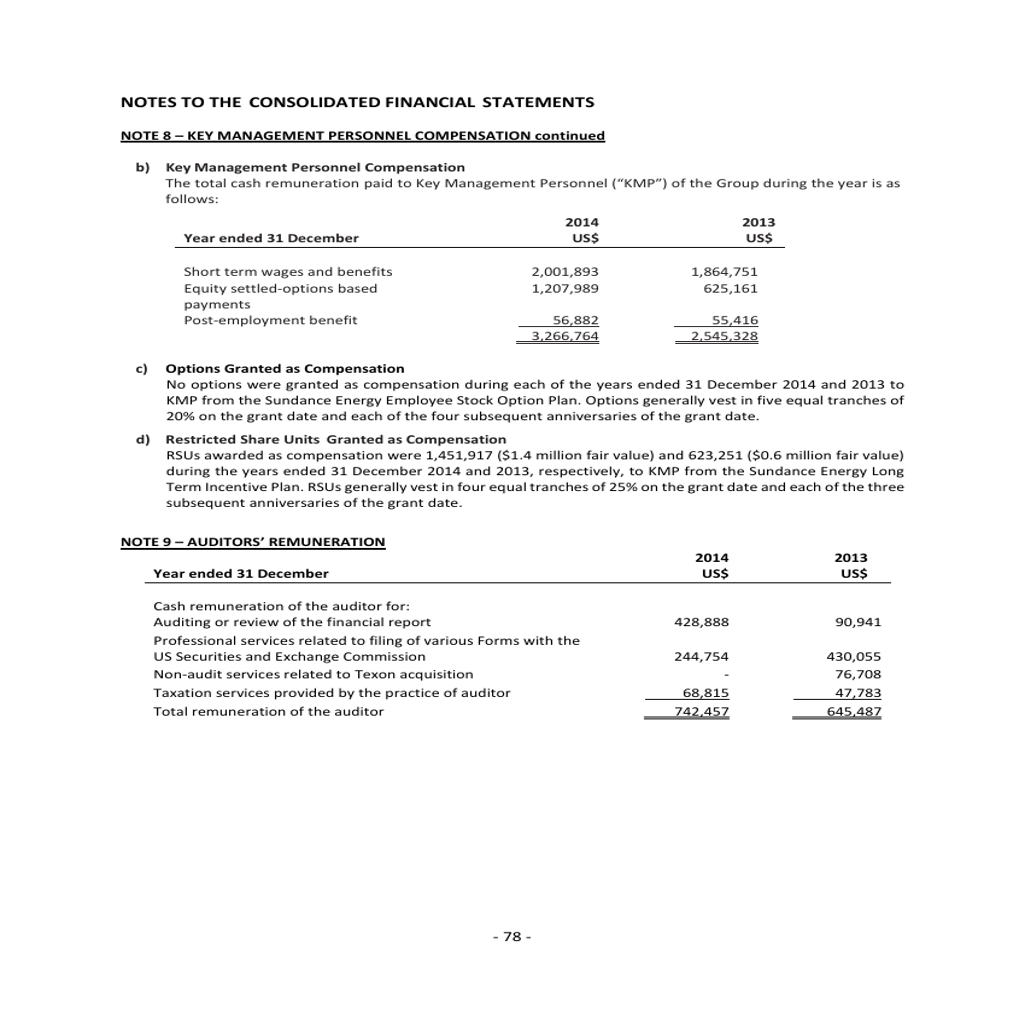 NOTES TO THE CONSOLIDATED FINANCIAL STATEMENTS
NOTE 8 – KEY MANAGEMENT PERSONNEL COMPENSATION continued
b) Key Management Personnel Compensation
The total cash remuneration paid to Key Management Personnel (“KMP”) of the Group during the year is as
follows:
2014 2013
Year ended 31 December US$ US$
Short term wages and benefits 2,001,893 1,864,751
Equity settled-options based 1,207,989 625,161
payments
Post-employment benefit 56,882 55,416
3,266,764 2,545,328
c) Options Granted as Compensation
No options were granted as compensation during each of the years ended 31 December 2014 and 2013 to
KMP from the Sundance Energy Employee Stock Option Plan. Options generally vest in five equal tranches of
20% on the grant date and each of the four subsequent anniversaries of the grant date.
d) Restricted Share Units Granted as Compensation
RSUs awarded as compensation were 1,451,917 ($1.4 million fair value) and 623,251 ($0.6 million fair value)
during the years ended 31 December 2014 and 2013, respectively, to KMP from the Sundance Energy Long
Term Incentive Plan. RSUs generally vest in four equal tranches of 25% on the grant date and each of the three
subsequent anniversaries of the grant date.
NOTE 9 – AUDITORS’ REMUNERATION
2014 2013
Year ended 31 December US$ US$
Cash remuneration of the auditor for:
Auditing or review of the financial report 428,888 90,941
Professional services related to filing of various Forms with the
US Securities and Exchange Commission 244,754 430,055
Non-audit services related to Texon acquisition - 76,708
Taxation services provided by the practice of auditor 68,815 47,783
Total remuneration of the auditor 742,457 645,487
- 78 -